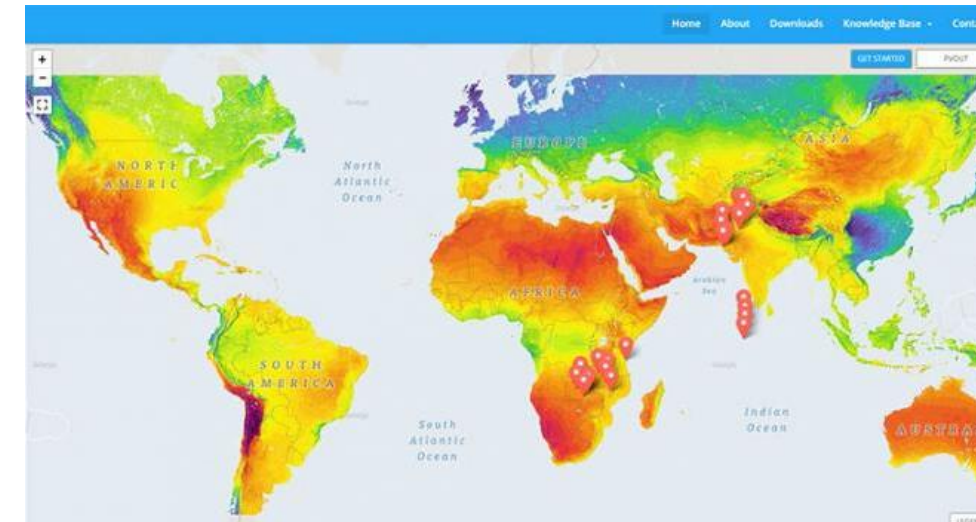 Home About Downloads Knowledge Base Cont
+
-
GET STARTED PVOUT
NORTH
AMERIC
North
Atlantic
Ocean
EUROPE
ASIA
AFRICA
Arabian
Sea
SOUTH
AMERICA
South
Atlantic
Ocean
Indian
Ocean
AUSTRA